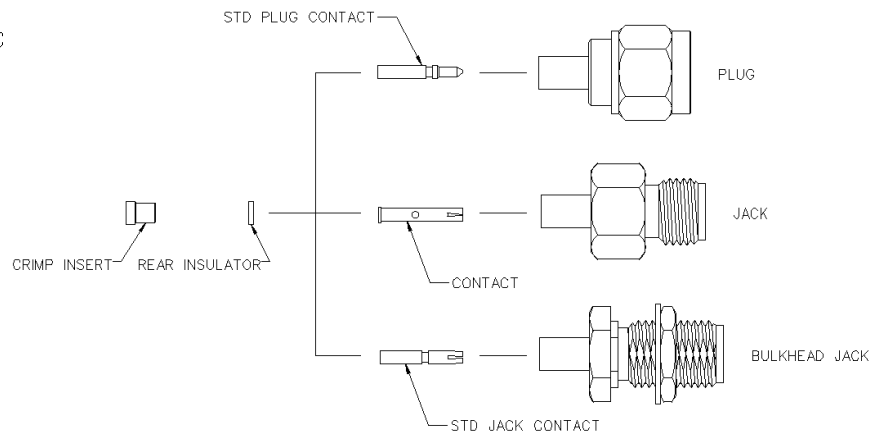 STD PLUG CONTACT
C
PLUG
JACK
CRIMP INSERT
REAR INSULATOR
CONTACT
BULKHEAD JACK
STD JACK CONTACT